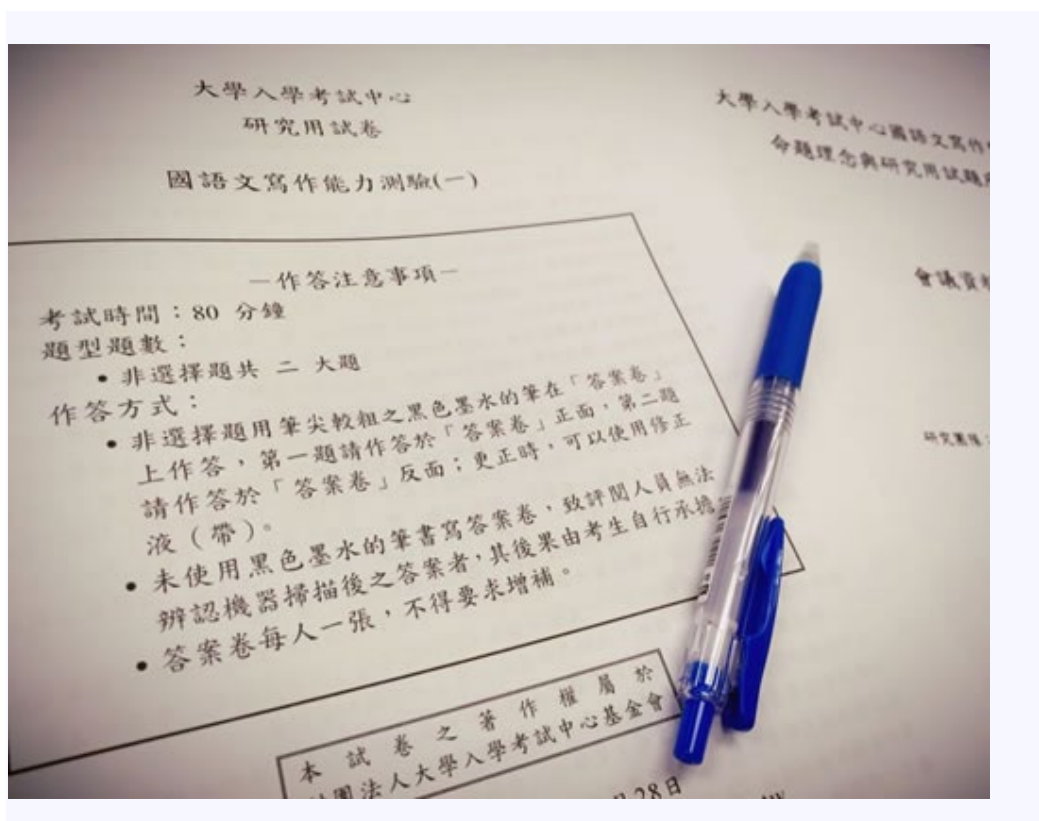 大學入學考試中心
研究用試卷
國語文寫作能力測驗(一)
—作答注意事項—
考試時間：80 分鐘
題型題數：
• 非選擇題共 二 大題
作答方式：
• 非選擇題用筆尖較粗之黑色墨水的筆在「答案卷」
上作答，第一題請作答於「答案卷」正面，第二題
請作答於「答案卷」反面；更正時，可以使用修正
液（帶）。
• 未使用黑色墨水的筆書寫答案卷，致評閱人員無法
辨認機器掃描後之答案者，其後果由考生自行承擔
• 答案卷每人一張，不得要求增補。
本試卷之著作權屬於
法人大學入學考試中心基金會
28日
大學入學考試中心國語文寫作
命題理念與研究用試題
會議資
研究團隊：